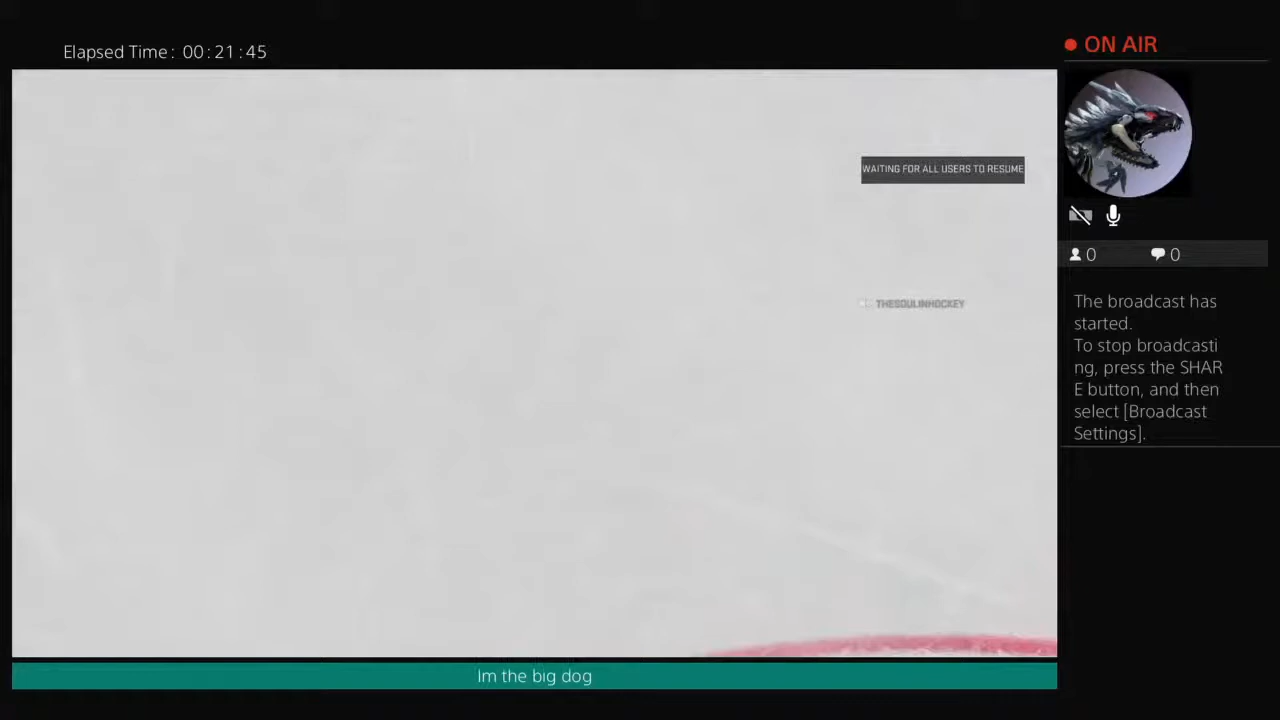 Elapsed Time: 00:21:45
ON AIR
WAITING FOR ALL USERS TO RESUME
0 0
THESOULINHOCKEY
The broadcast has
started.
To stop broadcasti
ng, press the SHAR
E button, and then
select [Broadcast
Settings].
Im the big dog